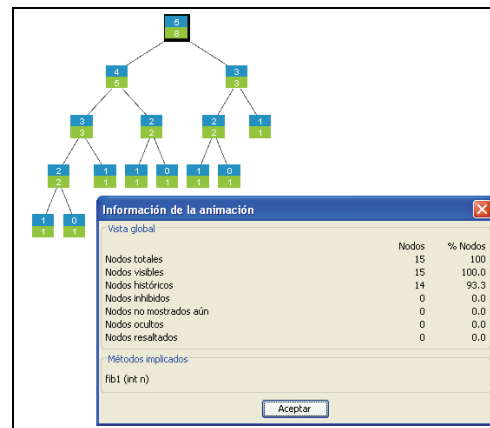 5
8
4 3
5 3
3 2 2 1
3 2 2 1
2 1 1 0 1 0
2 1 1 1 1 1
1 0
1 1
Información de la animación
Vista global
Nodos % Nodos
Nodos totales 15 100
Nodos visibles 15 100.0
Nodos históricos 14 93.3
Nodos inhibidos 0 0.0
Nodos no mostrados aún 0 0.0
Nodos ocultos 0 0.0
Nodos resaltados 0 0.0
Métodos implicados
fib1 (int n)
Aceptar